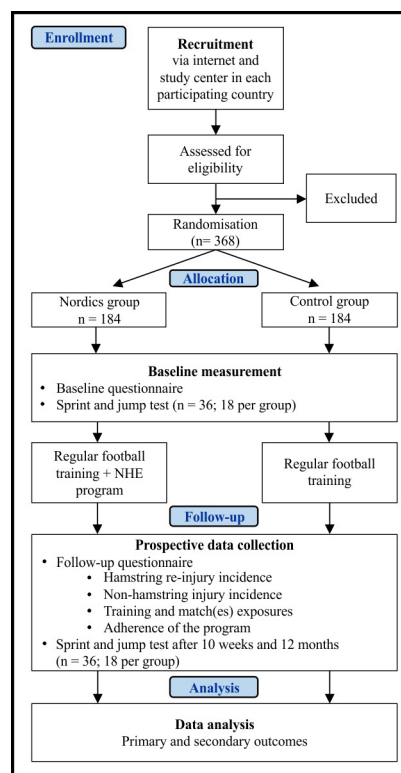 Enrollment
Recruitment
via internet and
study center in each
participating country
Assessed for
eligibility
Excluded
Randomisation
(n= 368)
Allocation
Nordics group
n = 184
Control group
n = 184
Baseline measurement
• Baseline questionnaire
• Sprint and jump test (n = 36; 18 per group)
Regular football
training + NHE
program
Regular football
training
Follow-up
Prospective data collection
• Follow-up questionnaire
• Hamstring re-injury incidence
• Non-hamstring injury incidence
• Training and match(es) exposures
• Adherence of the program
• Sprint and jump test after 10 weeks and 12 months
(n = 36; 18 per group)
Analysis
Data analysis
Primary and secondary outcomes